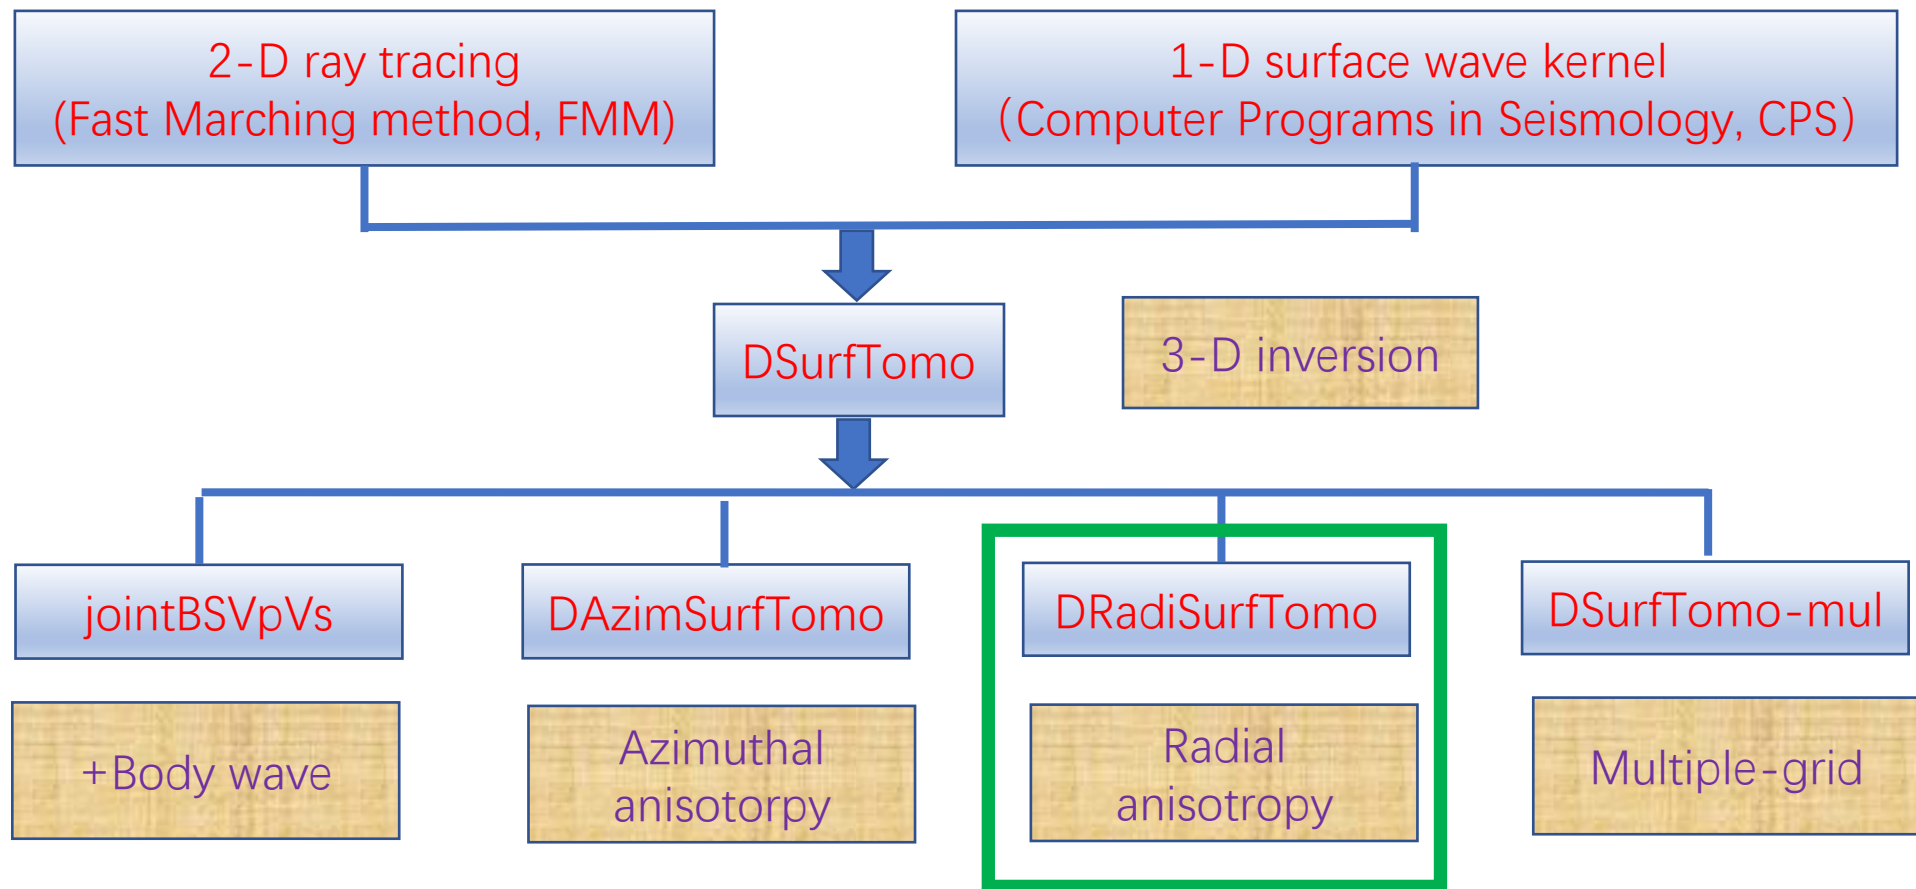 2-D ray tracing
(Fast Marching method, FMM)
1-D surface wave kernel
(Computer Programs in Seismology, CPS)
DSurfTomo
3-D inversion
jointBSVpVs
DAzimSurfTomo
DRadiSurfTomo
DSurfTomo-mul
+Body wave
Azimuthal
anisotorpy
Radial
anisotropy
Multiple-grid